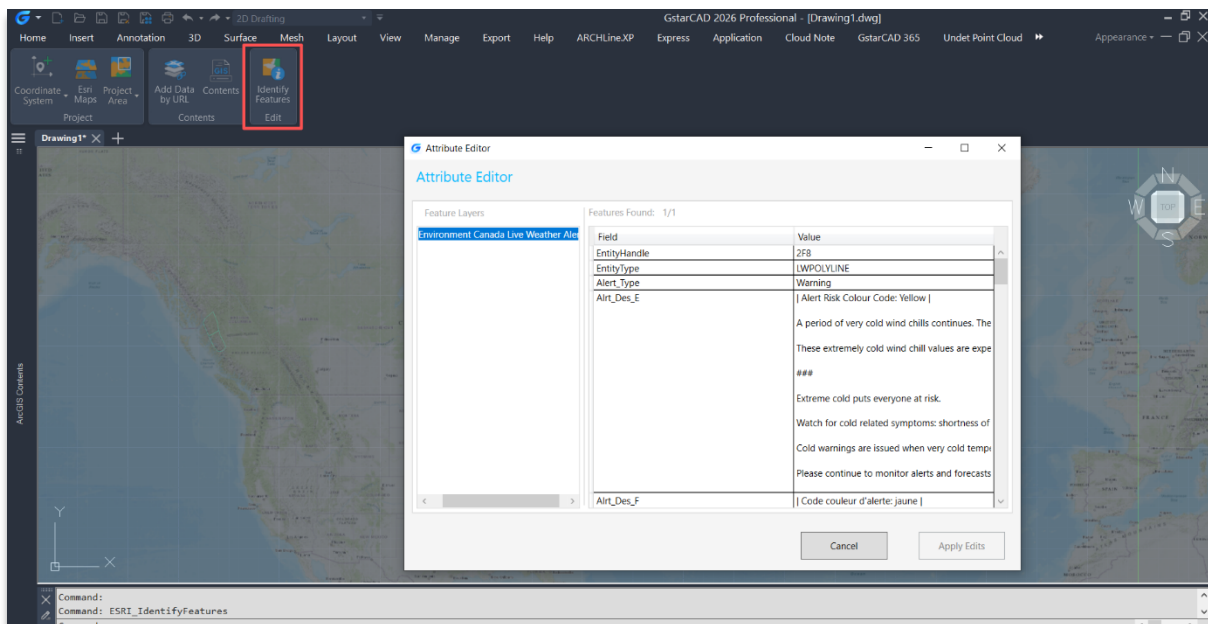 2D Drafting
GstarCAD 2026 Professional - [Drawing1.dwg]
Home Insert Annotation 3D Surface Mesh Layout View Manage Export Help ARCHLine.XP Express Application Cloud Note GstarCAD 365 Undet Point Cloud Appearance
Coordinate System
Esri Maps
Project Area
Add Data by URL
Contents
Identify Features
Project Contents Edit
Drawing1*
Attribute Editor
Attribute Editor
Feature Layers
Features Found: 1/1
Environment Canada Live Weather Aler
Field Value
EntityHandle 2F8
EntityType LWPOLYLINE
Alert_Type Warning
Alrt_Des_E | Alert Risk Colour Code: Yellow |
A period of very cold wind chills continues. The
These extremely cold wind chill values are expe
###
Extreme cold puts everyone at risk.
Watch for cold related symptoms: shortness of
Cold warnings are issued when very cold tempe
Please continue to monitor alerts and forecasts
Alrt_Des_F | Code couleur d'alerte: jaune |
Cancel
Apply Edits
N
W TOP E
S
ArcGIS Contents
Y
X
Command:
Command: ESRI_IdentifyFeatures